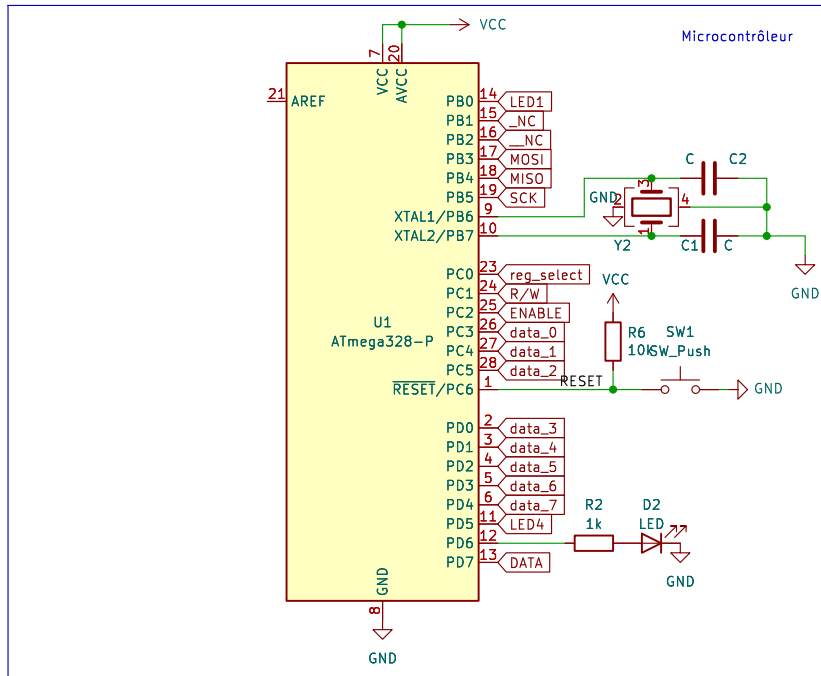 VCC
Microcontrôleur
7
20
VCC
AVCC
21
AREF
PB0
14
LED1
PB1
15
_NC
PB2
16
__NC
PB3
17
MOSI
PB4
18
MISO
PB5
19
SCK
XTAL1/PB6
9
XTAL2/PB7
10
C
C2
3
GND
2
4
1
Y2
C1
C
GND
PC0
23
reg_select
PC1
24
R/W
PC2
25
ENABLE
PC3
26
data_0
PC4
27
data_1
PC5
28
data_2
RESET/PC6
1
RESET
VCC
R6
10k
SW1
SW_Push
GND
U1
ATmega328-P
PD0
2
data_3
PD1
3
data_4
PD2
4
data_5
PD3
5
data_6
PD4
6
data_7
PD5
11
LED4
PD6
12
PD7
13
DATA
R2
1k
D2
LED
GND
GND
8
GND